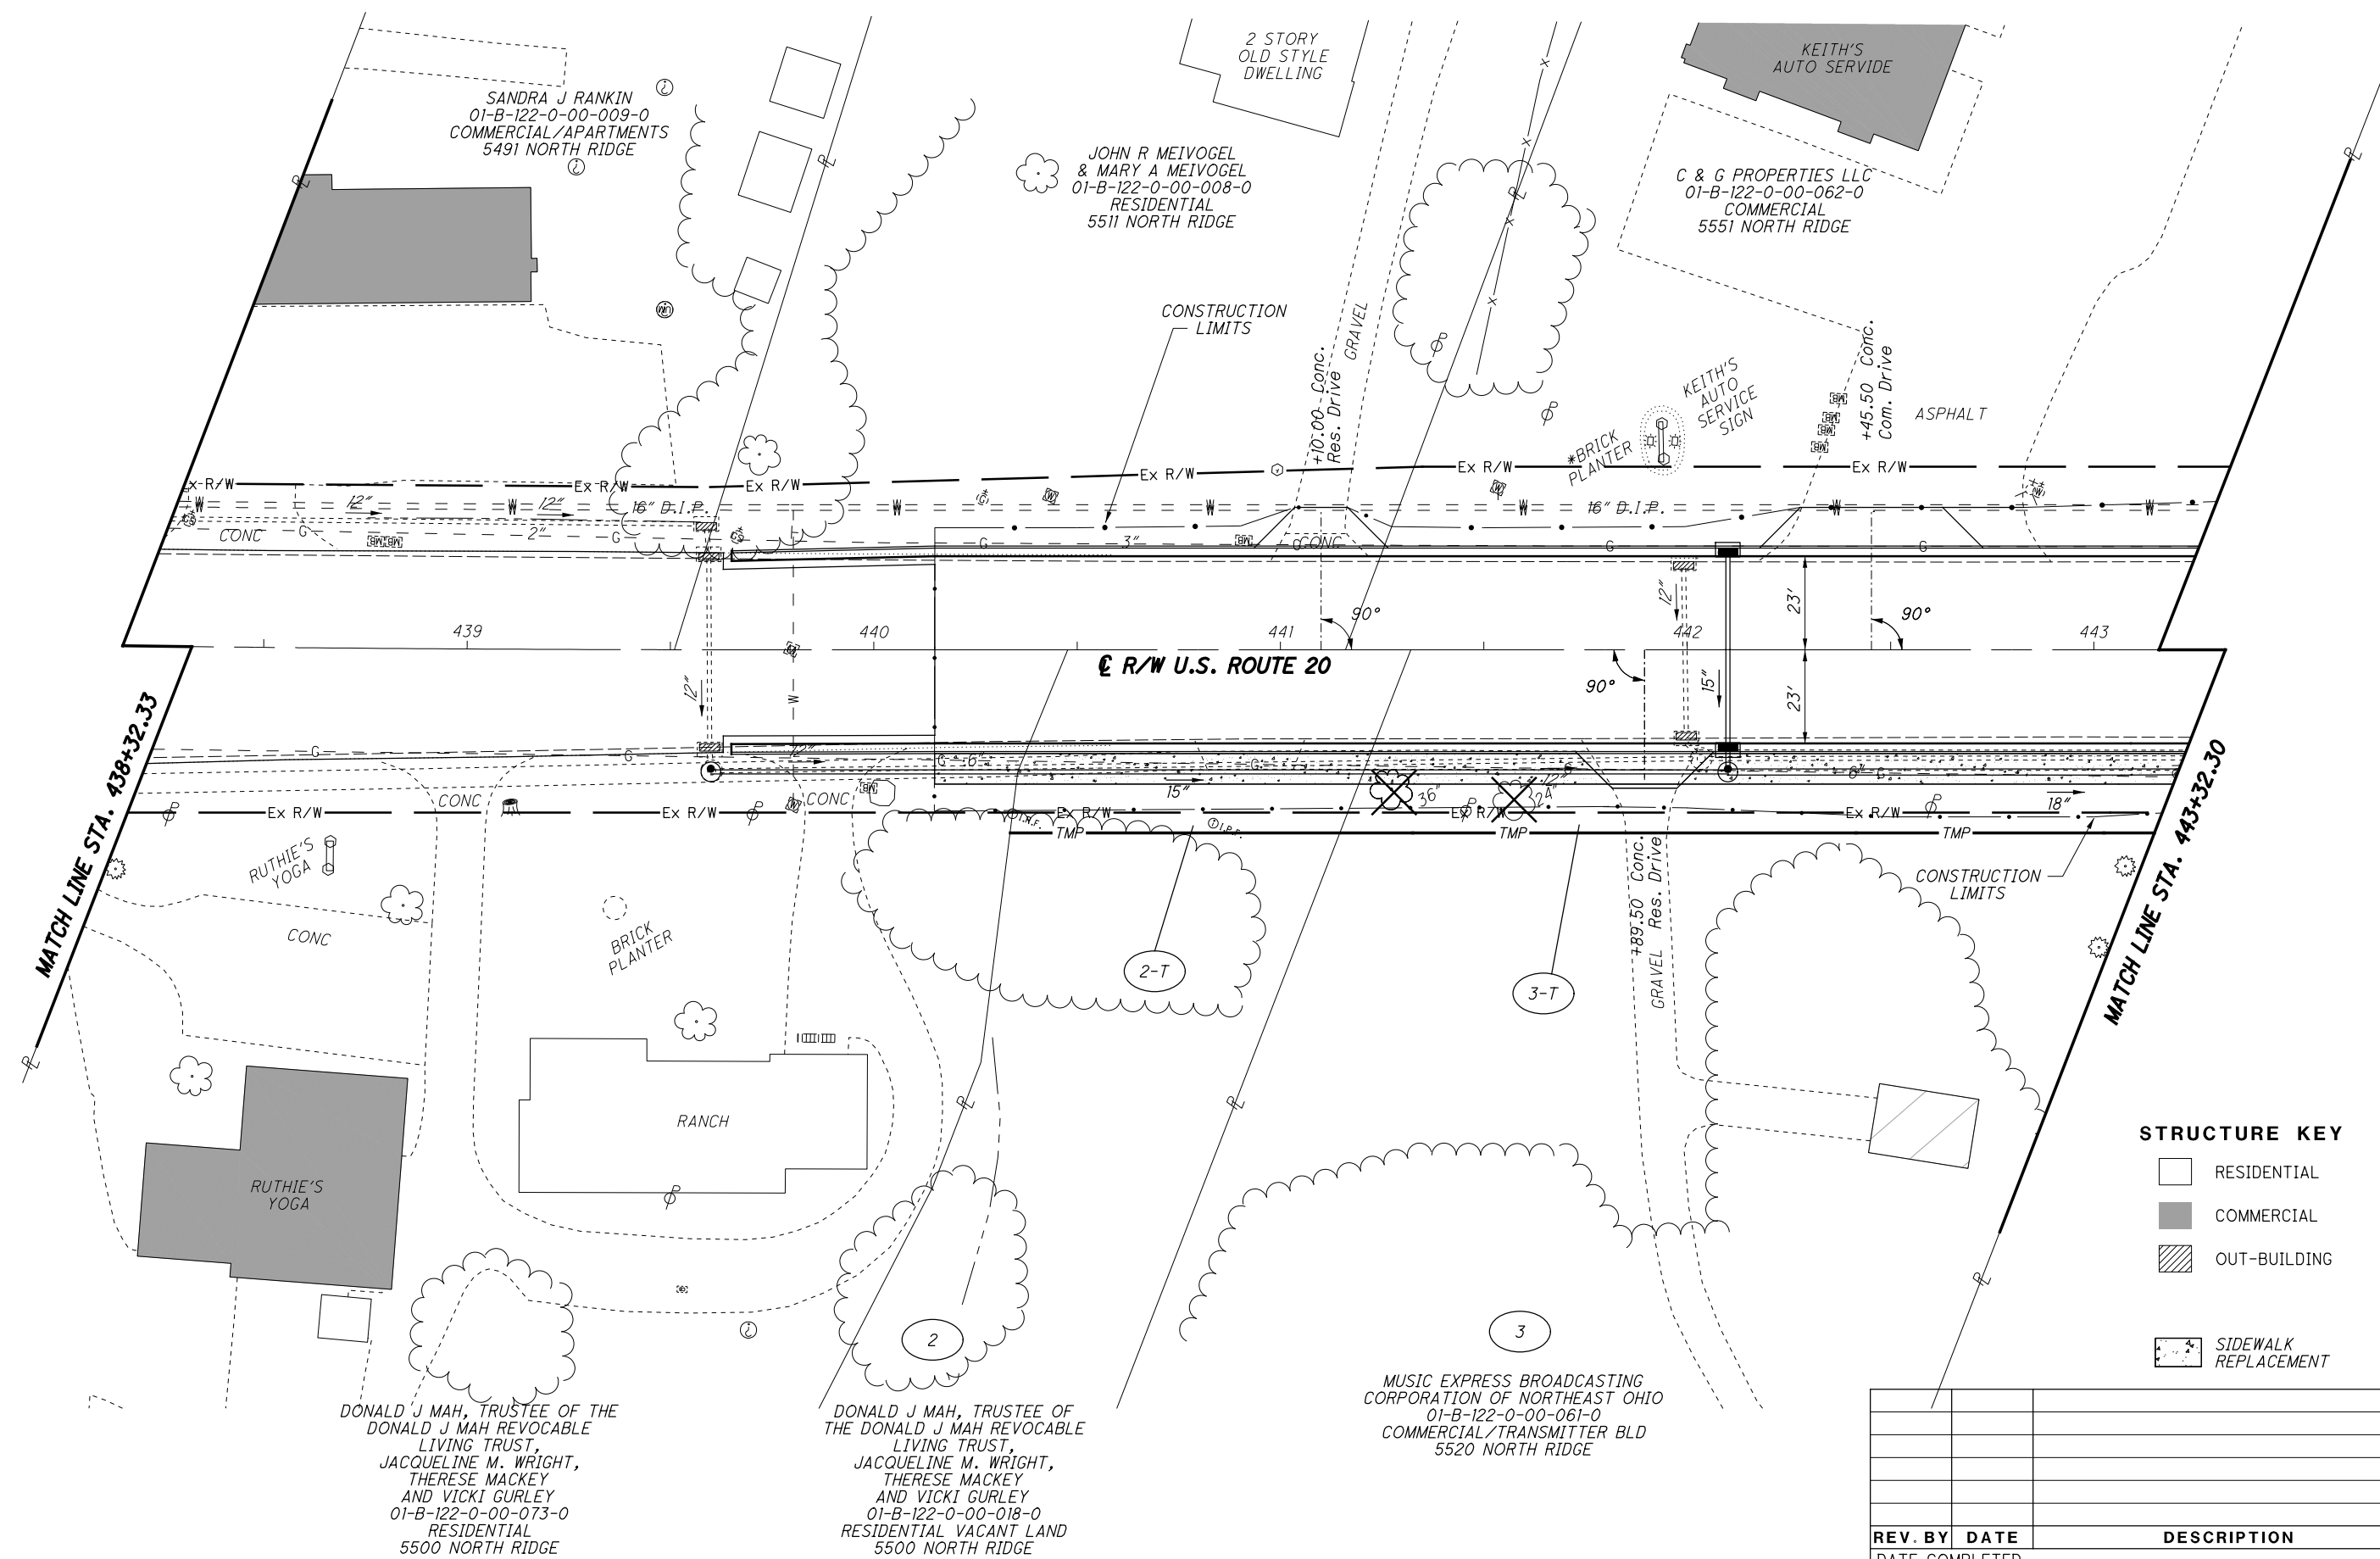 2 STORY
OLD STYLE
DWELLING
KEITH'S
AUTO SERVIDE
SANDRA J RANKIN
01-B-122-0-00-009-0
COMMERCIAL/APARTMENTS
5491 NORTH RIDGE
JOHN R MEIVOGEL
& MARY A MEIVOGEL
01-B-122-0-00-008-0
RESIDENTIAL
5511 NORTH RIDGE
C & G PROPERTIES LLC
01-B-122-0-00-062-0
COMMERCIAL
5551 NORTH RIDGE
CONSTRUCTION
LIMITS
GRAVEL
+10.00 Conc.
Res. Drive
KEITH'S
AUTO
SERVICE
SIGN
*BRICK
PLANTER
+45.50 Conc.
Com. Drive
ASPHALT
x-R/W
Ex R/W
Ex R/W
Ex R/W
Ex R/W
Ex R/W
W
12"
W
12"
16" D.I.P.
W
W
W
16" D.I.P.
W
W
CONC
G
2"
G
G
3"
G
CONC
G
G
12"
23'
90°
90°
439
440
441
442
443
℄ R/W U.S. ROUTE 20
90°
12"
W
15"
23'
MATCH LINE STA. 438+32.33
MATCH LINE STA. 443+32.30
G
G
12"
G
6"
G
12"
6"
G
CONC
CONC
15"
36"
24"
18"
Ex R/W
Ex R/W
Ex R/W
Ex R/W
Ex R/W
I.R.F.
I.P.F.
TMP
TMP
TMP
RUTHIE'S
YOGA
CONC
BRICK
PLANTER
2-T
3-T
+89.50 Conc.
Res. Drive
GRAVEL
CONSTRUCTION
LIMITS
RANCH
RUTHIE'S
YOGA
STRUCTURE KEY
RESIDENTIAL
COMMERCIAL
OUT-BUILDING
SIDEWALK
REPLACEMENT
2
3
DONALD J MAH, TRUSTEE OF THE
DONALD J MAH REVOCABLE
LIVING TRUST,
JACQUELINE M. WRIGHT,
THERESE MACKEY
AND VICKI GURLEY
01-B-122-0-00-073-0
RESIDENTIAL
5500 NORTH RIDGE
DONALD J MAH, TRUSTEE OF
THE DONALD J MAH REVOCABLE
LIVING TRUST,
JACQUELINE M. WRIGHT,
THERESE MACKEY
AND VICKI GURLEY
01-B-122-0-00-018-0
RESIDENTIAL VACANT LAND
5500 NORTH RIDGE
MUSIC EXPRESS BROADCASTING
CORPORATION OF NORTHEAST OHIO
01-B-122-0-00-061-0
COMMERCIAL/TRANSMITTER BLD
5520 NORTH RIDGE
REV. BY DATE DESCRIPTION
DATE COMPLETED